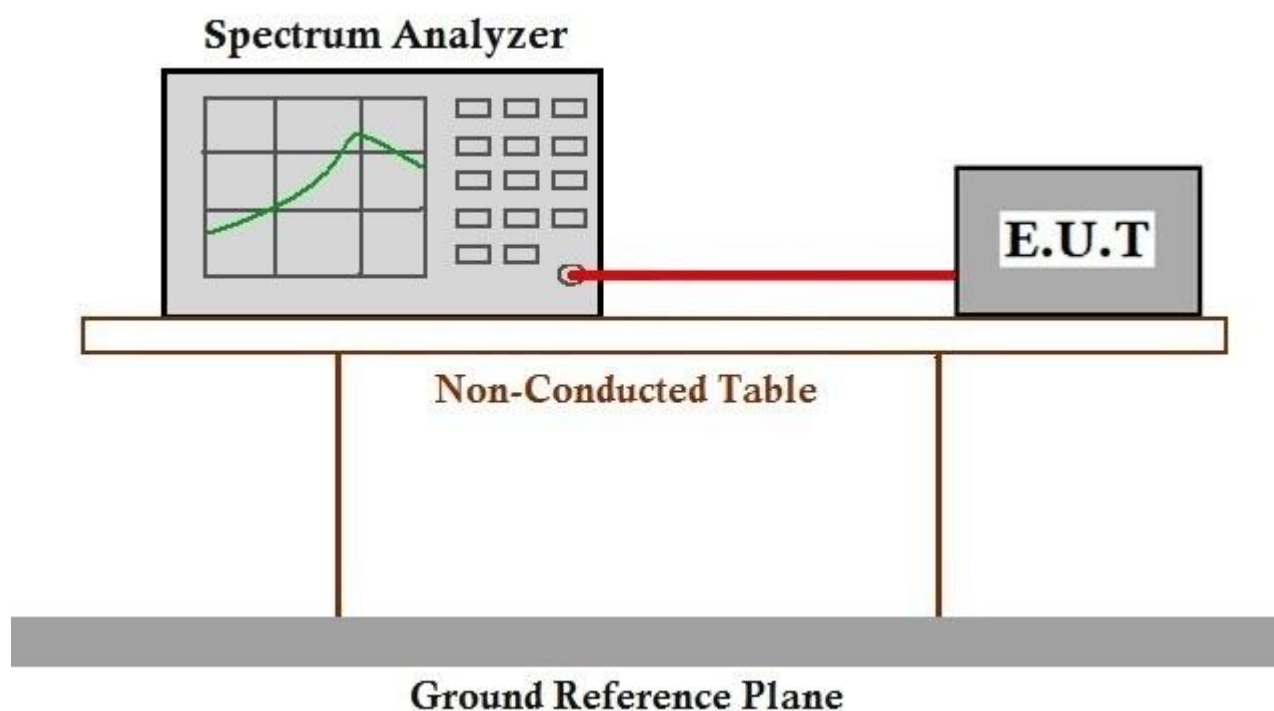 Spectrum Analyzer
E.U.T
Non-Conducted Table
Ground Reference Plane